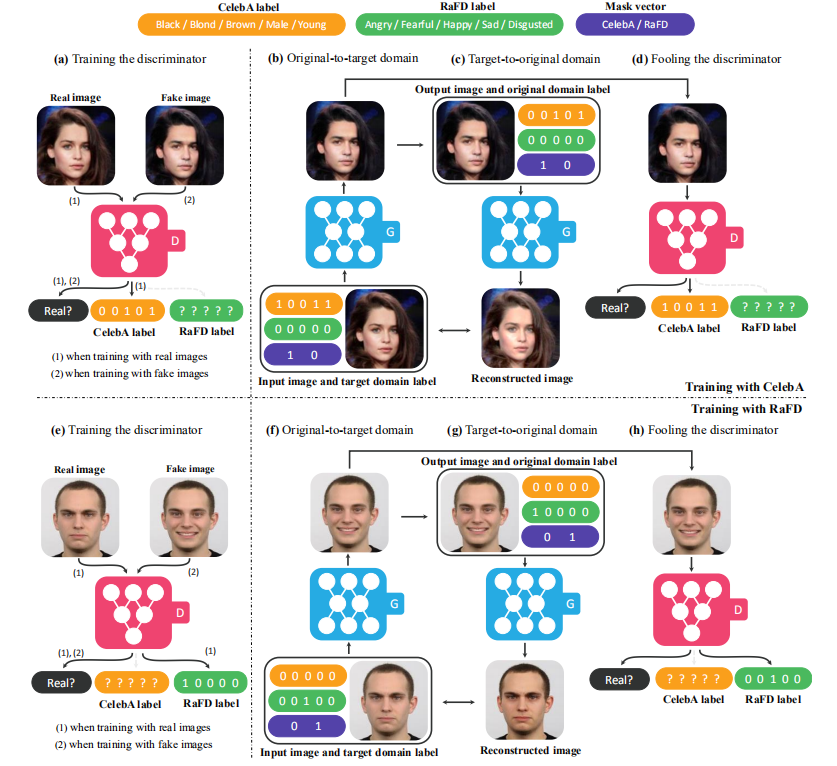 CelebA label RaFD label Mask vector
Black / Blond / Brown / Male / Young Angry / Fearful / Happy / Sad / Disgusted CelebA / RaFD
(a) Training the discriminator (b) Original-to-target domain (c) Target-to-original domain (d) Fooling the discriminator
Output image and original domain label
Real image Fake image
0 0 1 0 1
0 0 0 0 0
1 0
(1) (2)
D G G D
(1), (2) (1)
Real? 0 0 1 0 1 ? ? ? ? ?
CelebA label RaFD label
1 0 0 1 1
0 0 0 0 0
1 0
Real? 1 0 0 1 1 ? ? ? ? ?
CelebA label RaFD label
(1) when training with real images
(2) when training with fake images
Input image and target domain label Reconstructed image
Training with CelebA
Training with RaFD
(e) Training the discriminator (f) Original-to-target domain (g) Target-to-original domain (h) Fooling the discriminator
Output image and original domain label
Real image Fake image
0 0 0 0 0
1 0 0 0 0
0 1
(1) (2)
D G G D
(1), (2) (1)
Real? ? ? ? ? ? 1 0 0 0 0
CelebA label RaFD label
0 0 0 0 0
0 0 1 0 0
0 1
Real? ? ? ? ? ? 0 0 1 0 0
CelebA label RaFD label
(1) when training with real images
(2) when training with fake images
Input image and target domain label Reconstructed image